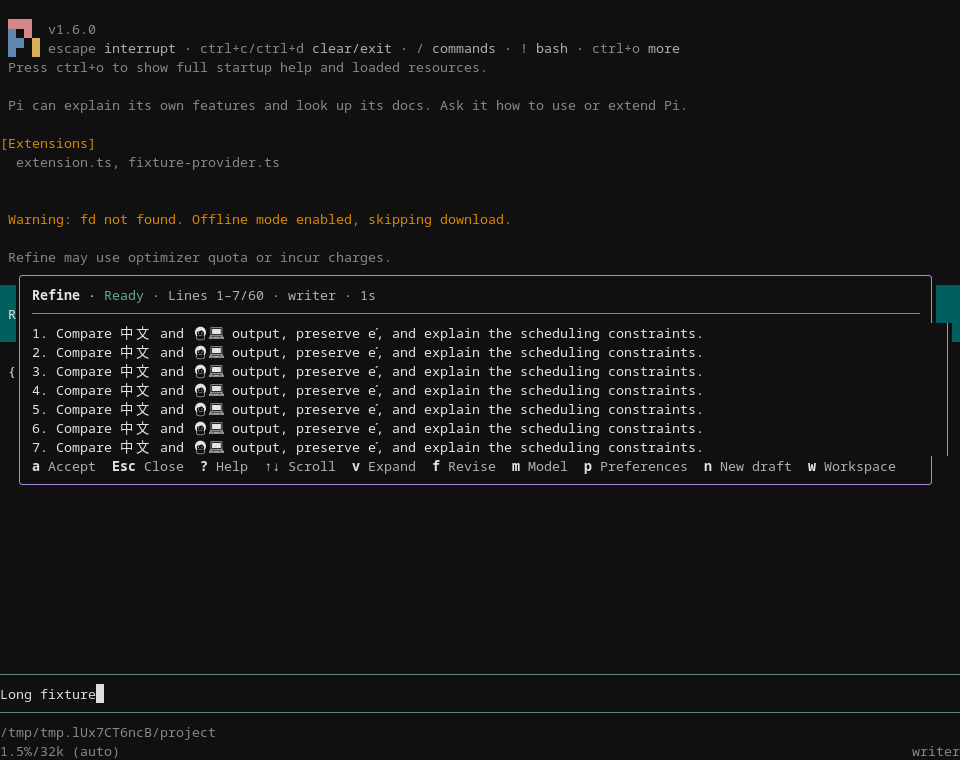 v1.6.0
escape interrupt · ctrl+c/ctrl+d clear/exit · / commands · ! bash · ctrl+o more
Press ctrl+o to show full startup help and loaded resources.
Pi can explain its own features and look up its docs. Ask it how to use or extend Pi.
[Extensions]
extension.ts, fixture-provider.ts
Warning: fd not found. Offline mode enabled, skipping download.
Refine may use optimizer quota or incur charges.
Refine · Ready · Lines 1–7/60 · writer · 1s
R
1. Compare 中文 and 👩💻 output, preserve é, and explain the scheduling constraints.
2. Compare 中文 and 👩💻 output, preserve é, and explain the scheduling constraints.
{
3. Compare 中文 and 👩💻 output, preserve é, and explain the scheduling constraints.
4. Compare 中文 and 👩💻 output, preserve é, and explain the scheduling constraints.
5. Compare 中文 and 👩💻 output, preserve é, and explain the scheduling constraints.
6. Compare 中文 and 👩💻 output, preserve é, and explain the scheduling constraints.
7. Compare 中文 and 👩💻 output, preserve é, and explain the scheduling constraints.
a Accept Esc Close ? Help ↑↓ Scroll v Expand f Revise m Model p Preferences n New draft w Workspace
Long fixture
/tmp/tmp.lUx7CT6ncB/project
1.5%/32k (auto) writer